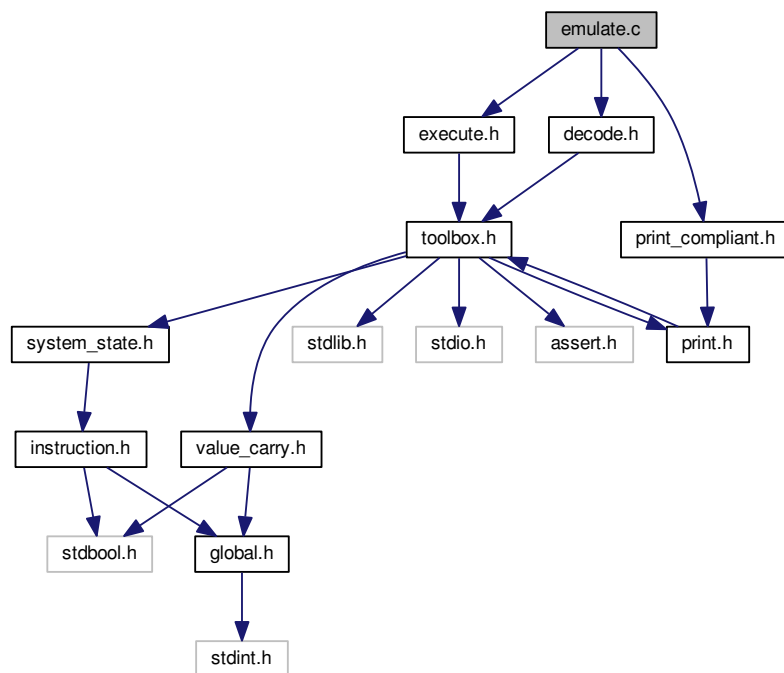 emulate.c
execute.h
decode.h
toolbox.h
print_compliant.h
system_state.h
stdlib.h
stdio.h
assert.h
print.h
instruction.h
value_carry.h
stdbool.h
global.h
stdint.h